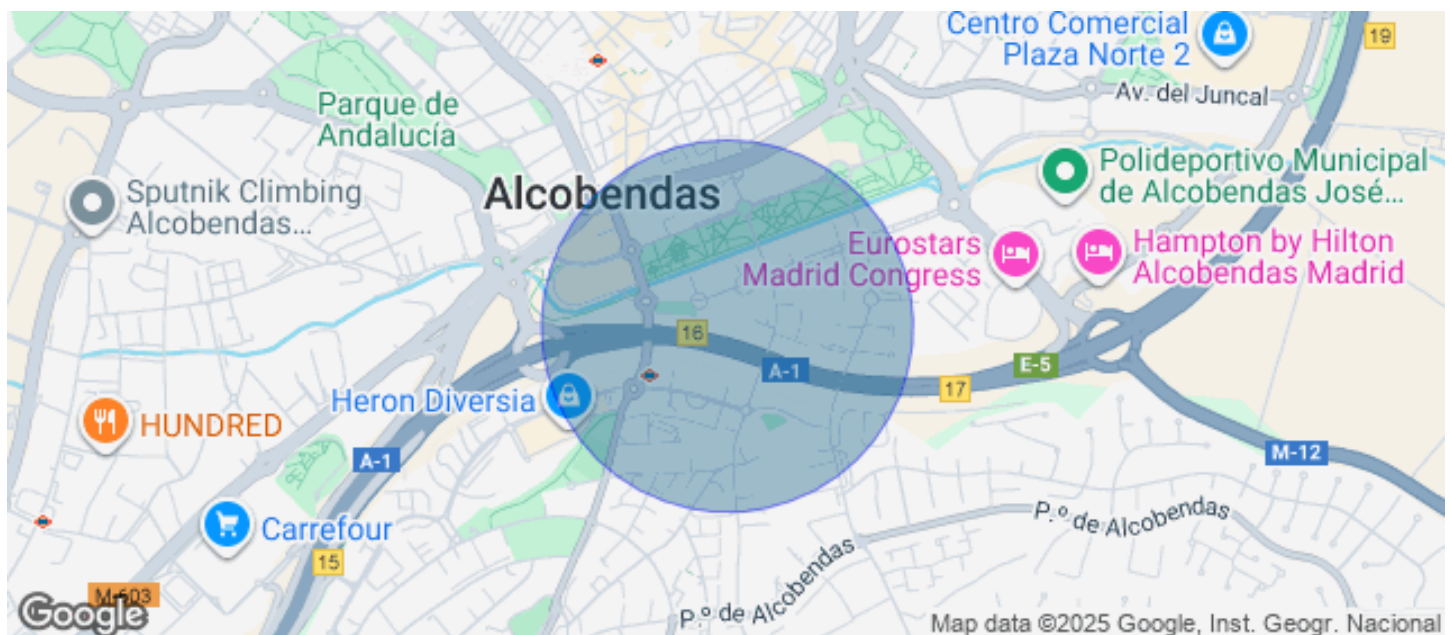 Centro Comercial
Plaza Norte 2
19
Av. del Juncal
Parque de
Andalucía
Sputnik Climbing
Alcobendas...
Alcobendas
Polideportivo Municipal
de Alcobendas José...
Eurostars
Madrid Congress
Hampton by Hilton
Alcobendas Madrid
16
A-1
E-5
17
Heron Diversia
HUNDRED
A-1
M-12
Carrefour
P.º de Alcobendas
15
M-603
P.º de Alcobendas
Google
Map data ©2025 Google, Inst. Geogr. Nacional